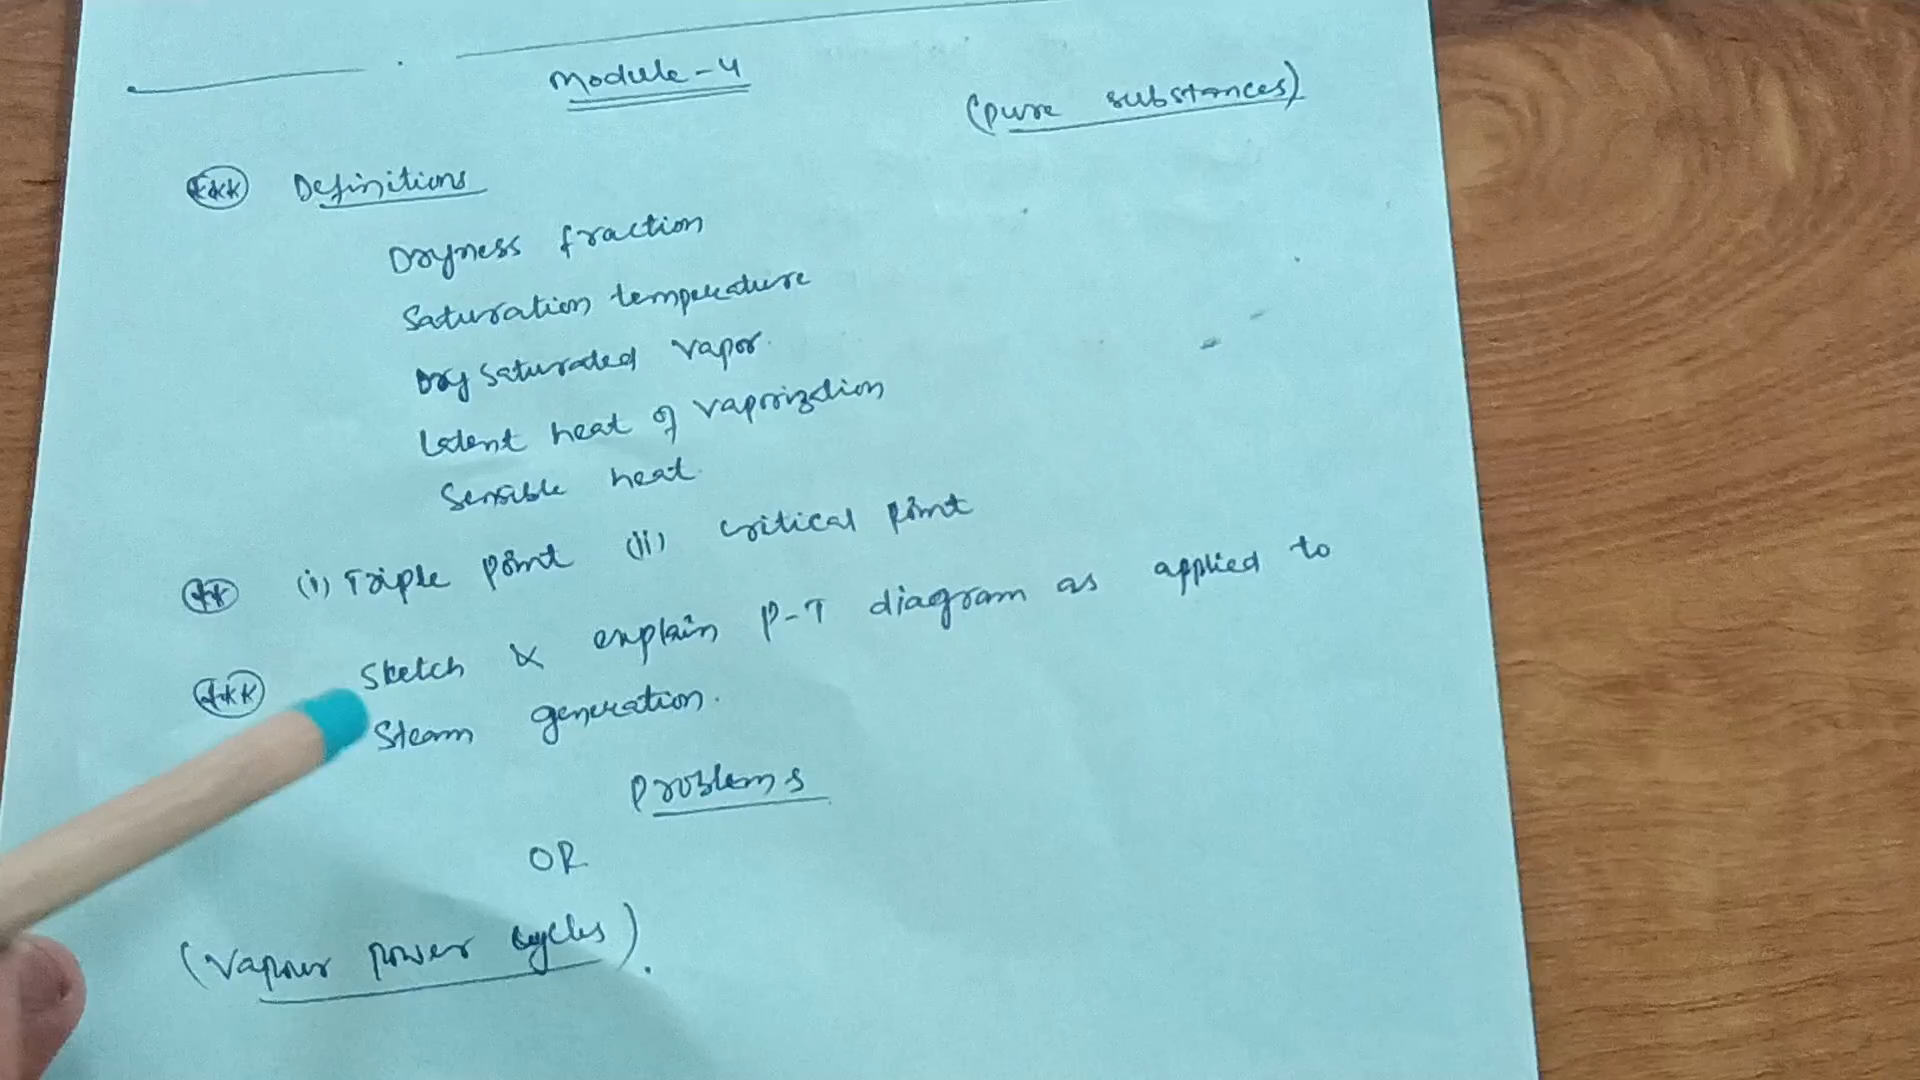 Module-4
(pure substances)
*** Definitions
Dryness fraction
Saturation temperature
Dry saturated vapor.
Latent heat of vaporization
Sensible heat.
** (i) Triple point (ii) critical point
*** Sketch & explain P-T diagram as applied to
Steam generation.
Problems
OR
(Vapour power cycles).